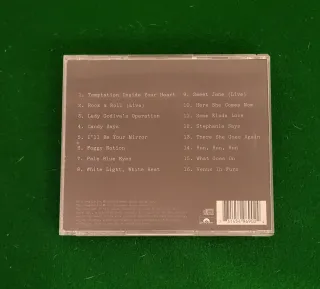 1. Temptation Inside Your Heart
2. Rock & Roll (Live)
3. Lady Godiva's Operation
4. Candy Says
5. I'll Be Your Mirror
6. Foggy Notion
7. Pale Blue Eyes
8. White Light, White Heat
9. Sweet Jane (Live)
10. Here She Comes Now
11. Some Kinda Love
12. Stephanie Says
13. There She Goes Again
14. Run, Run, Run
15. What Goes On
16. Venus In Furs